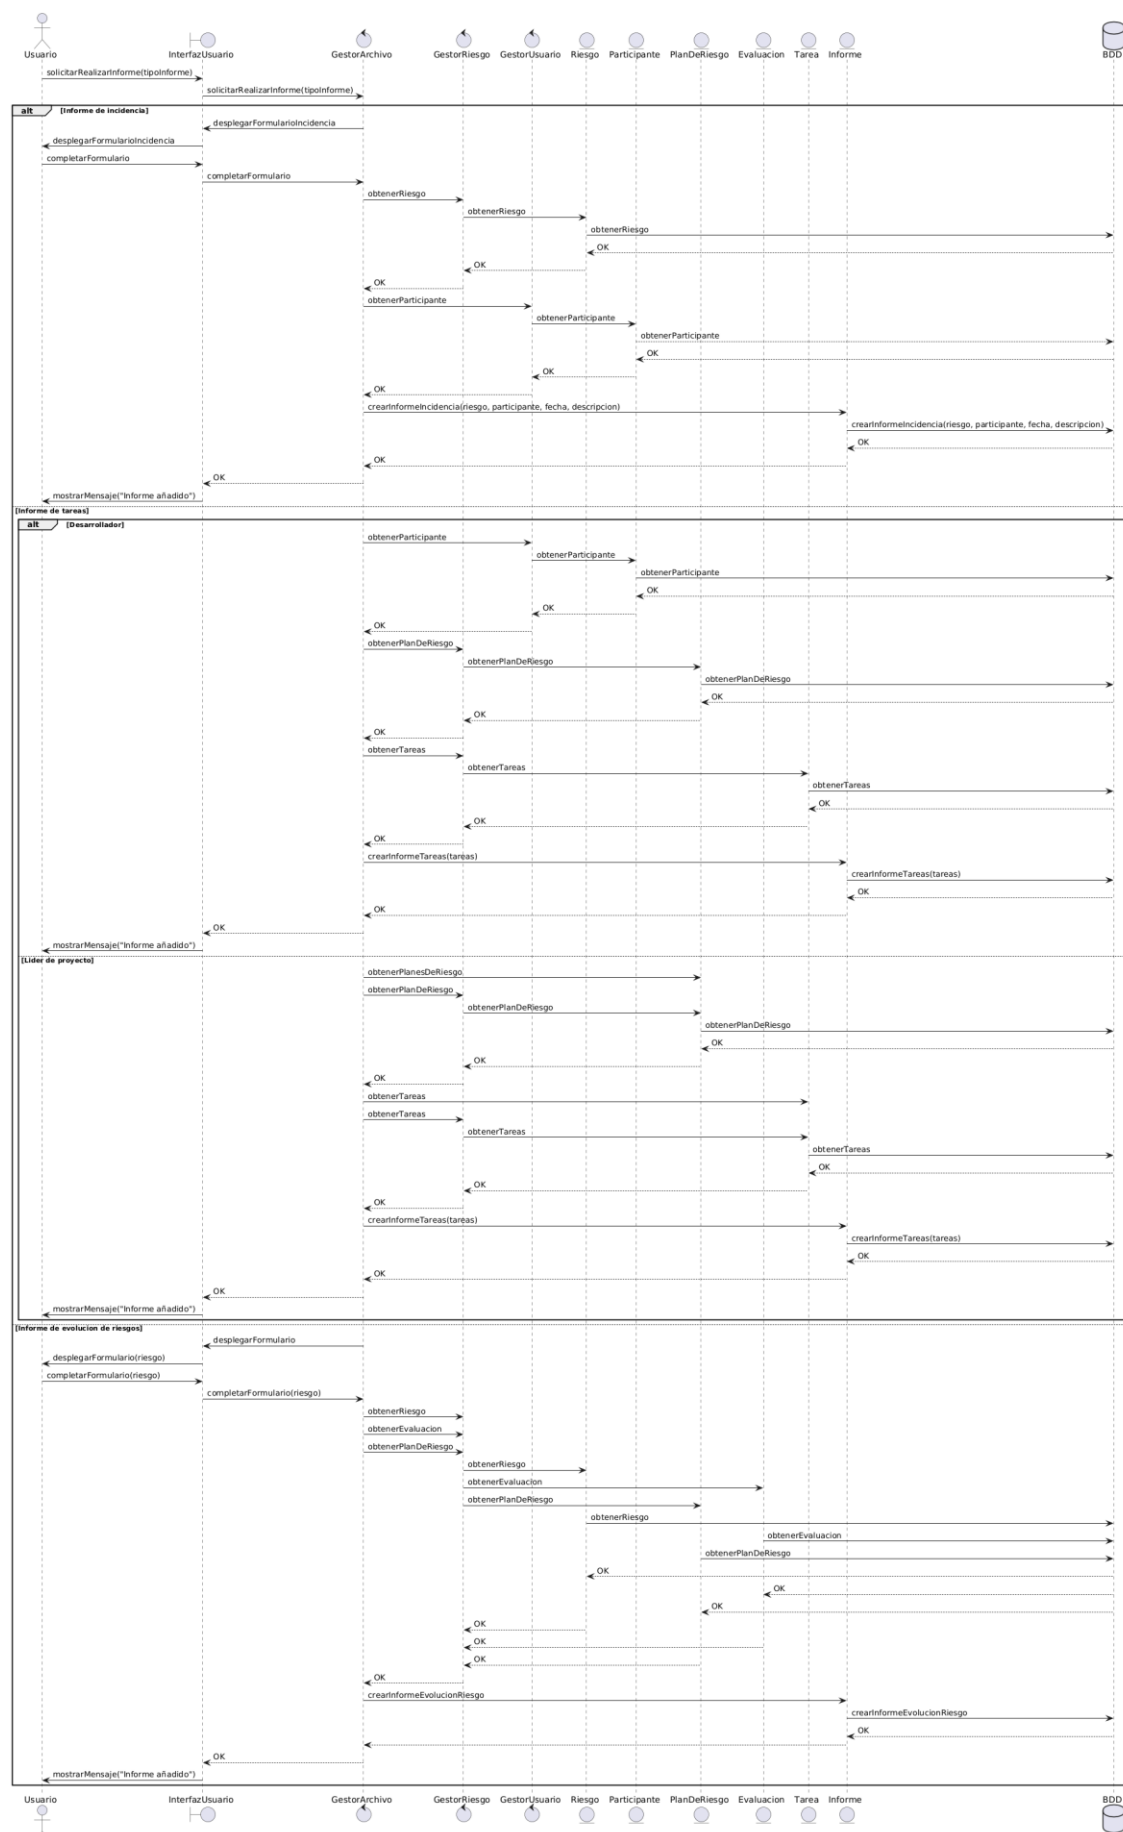 Usuario InterfazUsuario GestorArchivo GestorRiesgo GestorUsuario Riesgo Participante PlanDeRiesgo Evaluacion Tarea Informe BDD
solicitarRealizarInforme(tipoInforme)
solicitarRealizarInforme(tipoInforme)
alt [Informe de incidencia]
desplegarFormularioIncidencia
desplegarFormularioIncidencia
completarFormulario
completarFormulario
obtenerRiesgo
obtenerRiesgo
obtenerRiesgo
OK
OK
OK
obtenerParticipante
obtenerParticipante
obtenerParticipante
OK
OK
OK
crearInformeIncidencia(riesgo, participante, fecha, descripcion)
crearInformeIncidencia(riesgo, participante, fecha, descripcion)
OK
OK
OK
mostrarMensaje("Informe añadido")
[Informe de tareas]
alt [Desarrollador]
obtenerParticipante
obtenerParticipante
obtenerParticipante
OK
OK
OK
obtenerPlanDeRiesgo
obtenerPlanDeRiesgo
obtenerPlanDeRiesgo
OK
OK
OK
obtenerTareas
obtenerTareas
obtenerTareas
OK
OK
OK
crearInformeTareas(tareas)
crearInformeTareas(tareas)
OK
OK
OK
mostrarMensaje("Informe añadido")
[Lider de proyecto]
obtenerPlanesDeRiesgo
obtenerPlanDeRiesgo
obtenerPlanDeRiesgo
obtenerPlanDeRiesgo
OK
OK
OK
obtenerTareas
obtenerTareas
obtenerTareas
obtenerTareas
OK
OK
OK
crearInformeTareas(tareas)
crearInformeTareas(tareas)
OK
OK
OK
mostrarMensaje("Informe añadido")
[Informe de evolucion de riesgos]
desplegarFormulario
desplegarFormulario(riesgo)
completarFormulario(riesgo)
completarFormulario(riesgo)
obtenerRiesgo
obtenerEvaluacion
obtenerPlanDeRiesgo
obtenerRiesgo
obtenerEvaluacion
obtenerPlanDeRiesgo
obtenerRiesgo
obtenerEvaluacion
obtenerPlanDeRiesgo
OK
OK
OK
OK
OK
OK
OK
crearInformeEvolucionRiesgo
crearInformeEvolucionRiesgo
OK
OK
mostrarMensaje("Informe añadido")
Usuario InterfazUsuario GestorArchivo GestorRiesgo GestorUsuario Riesgo Participante PlanDeRiesgo Evaluacion Tarea Informe BDD